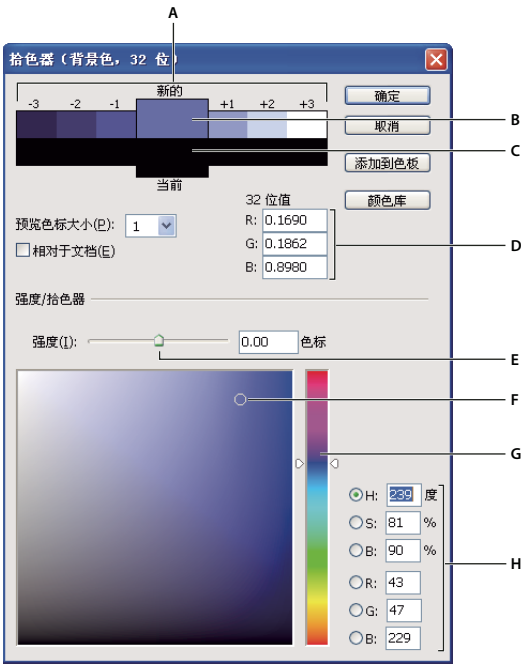 A
拾色器（背景色，32 位）
新的
-3 -2 -1 +1 +2 +3
确定
B
取消
C
添加到色板
当前
颜色库
32 位值
预览色标大小(P): 1
R: 0.1690
G: 0.1862
D
相对于文档(E)
B: 0.8980
强度/拾色器
强度(I): 0.00 色标
E
F
G
H: 239 度
S: 81 %
B: 90 %
H
R: 43
G: 47
B: 229